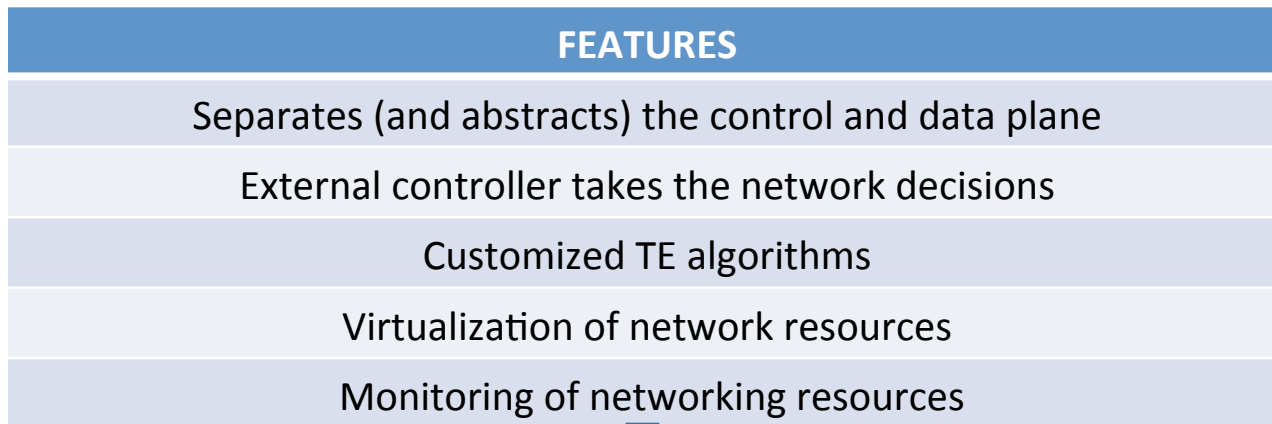 FEATURES
Separates (and abstracts) the control and data plane
External controller takes the network decisions
Customized TE algorithms
Virtualization of network resources
Monitoring of networking resources